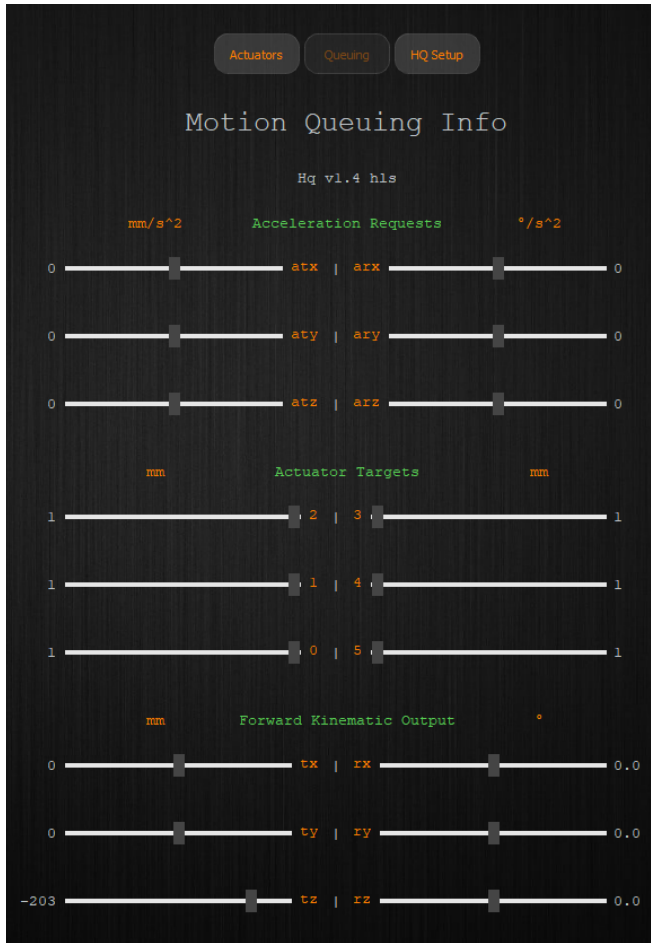 Actuators Queuing HQ Setup
Motion Queuing Info
Hq v1.4 hls
mm/s^2 Acceleration Requests °/s^2
0 atx | arx 0
0 aty | ary 0
0 atz | arz 0
mm Actuator Targets mm
1 2 | 3 1
1 1 | 4 1
1 0 | 5 1
mm Forward Kinematic Output °
0 tx | rx 0.0
0 ty | ry 0.0
-203 tz | rz 0.0